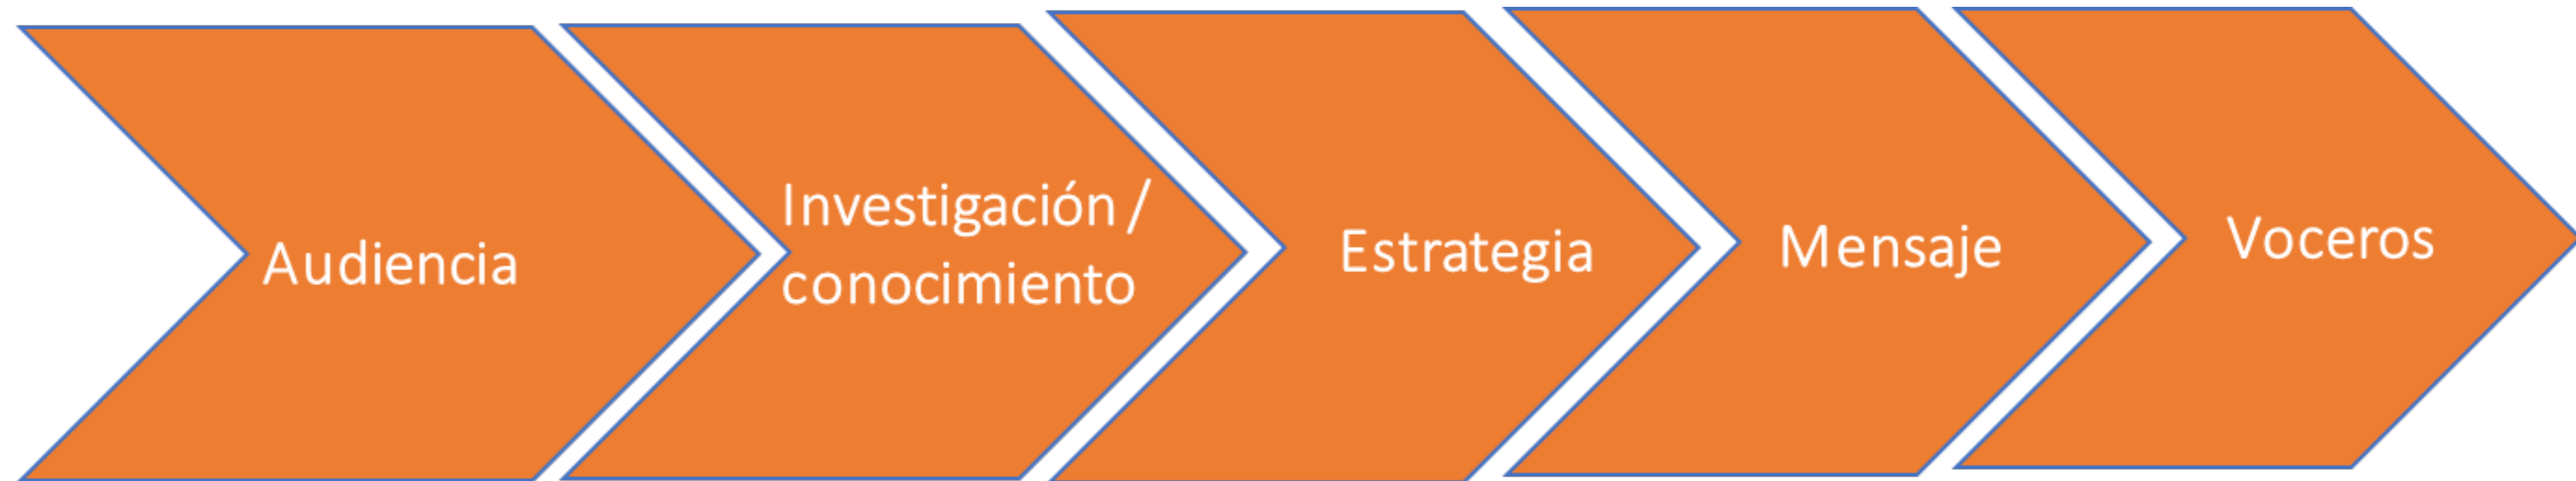 Audiencia
Investigación /
conocimiento
Estrategia
Mensaje
Voceros